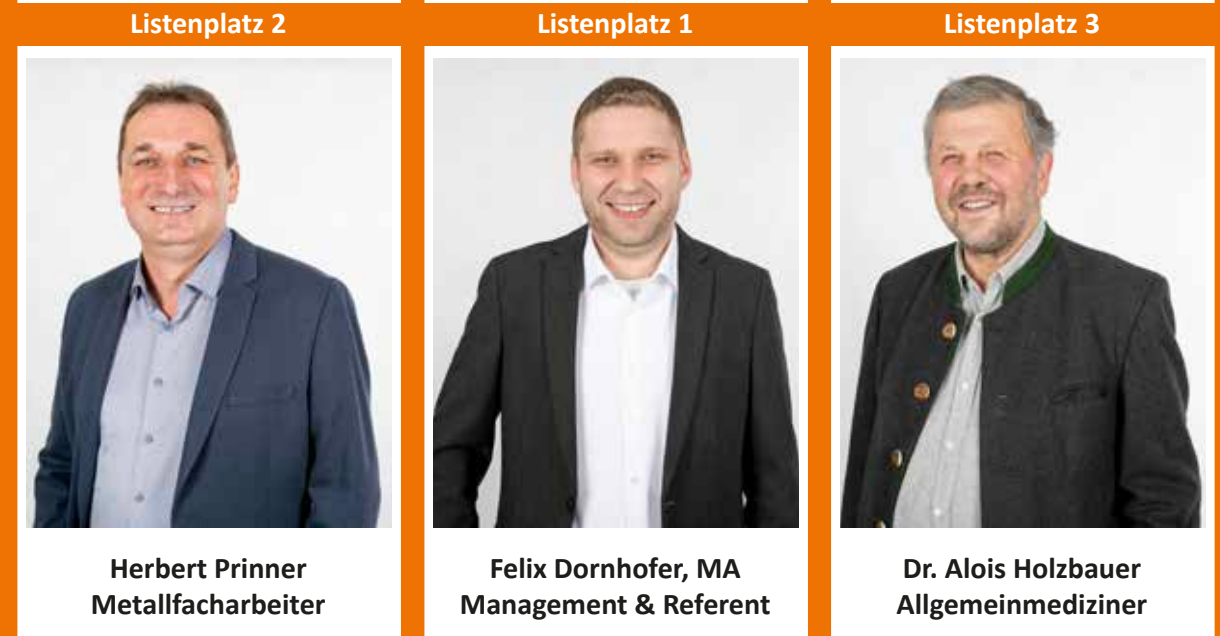 Listenplatz 2
Herbert Prinner
Metallfacharbeiter
Listenplatz 1
Felix Dornhofer, MA
Management & Referent
Listenplatz 3
Dr. Alois Holzbauer
Allgemeinmediziner